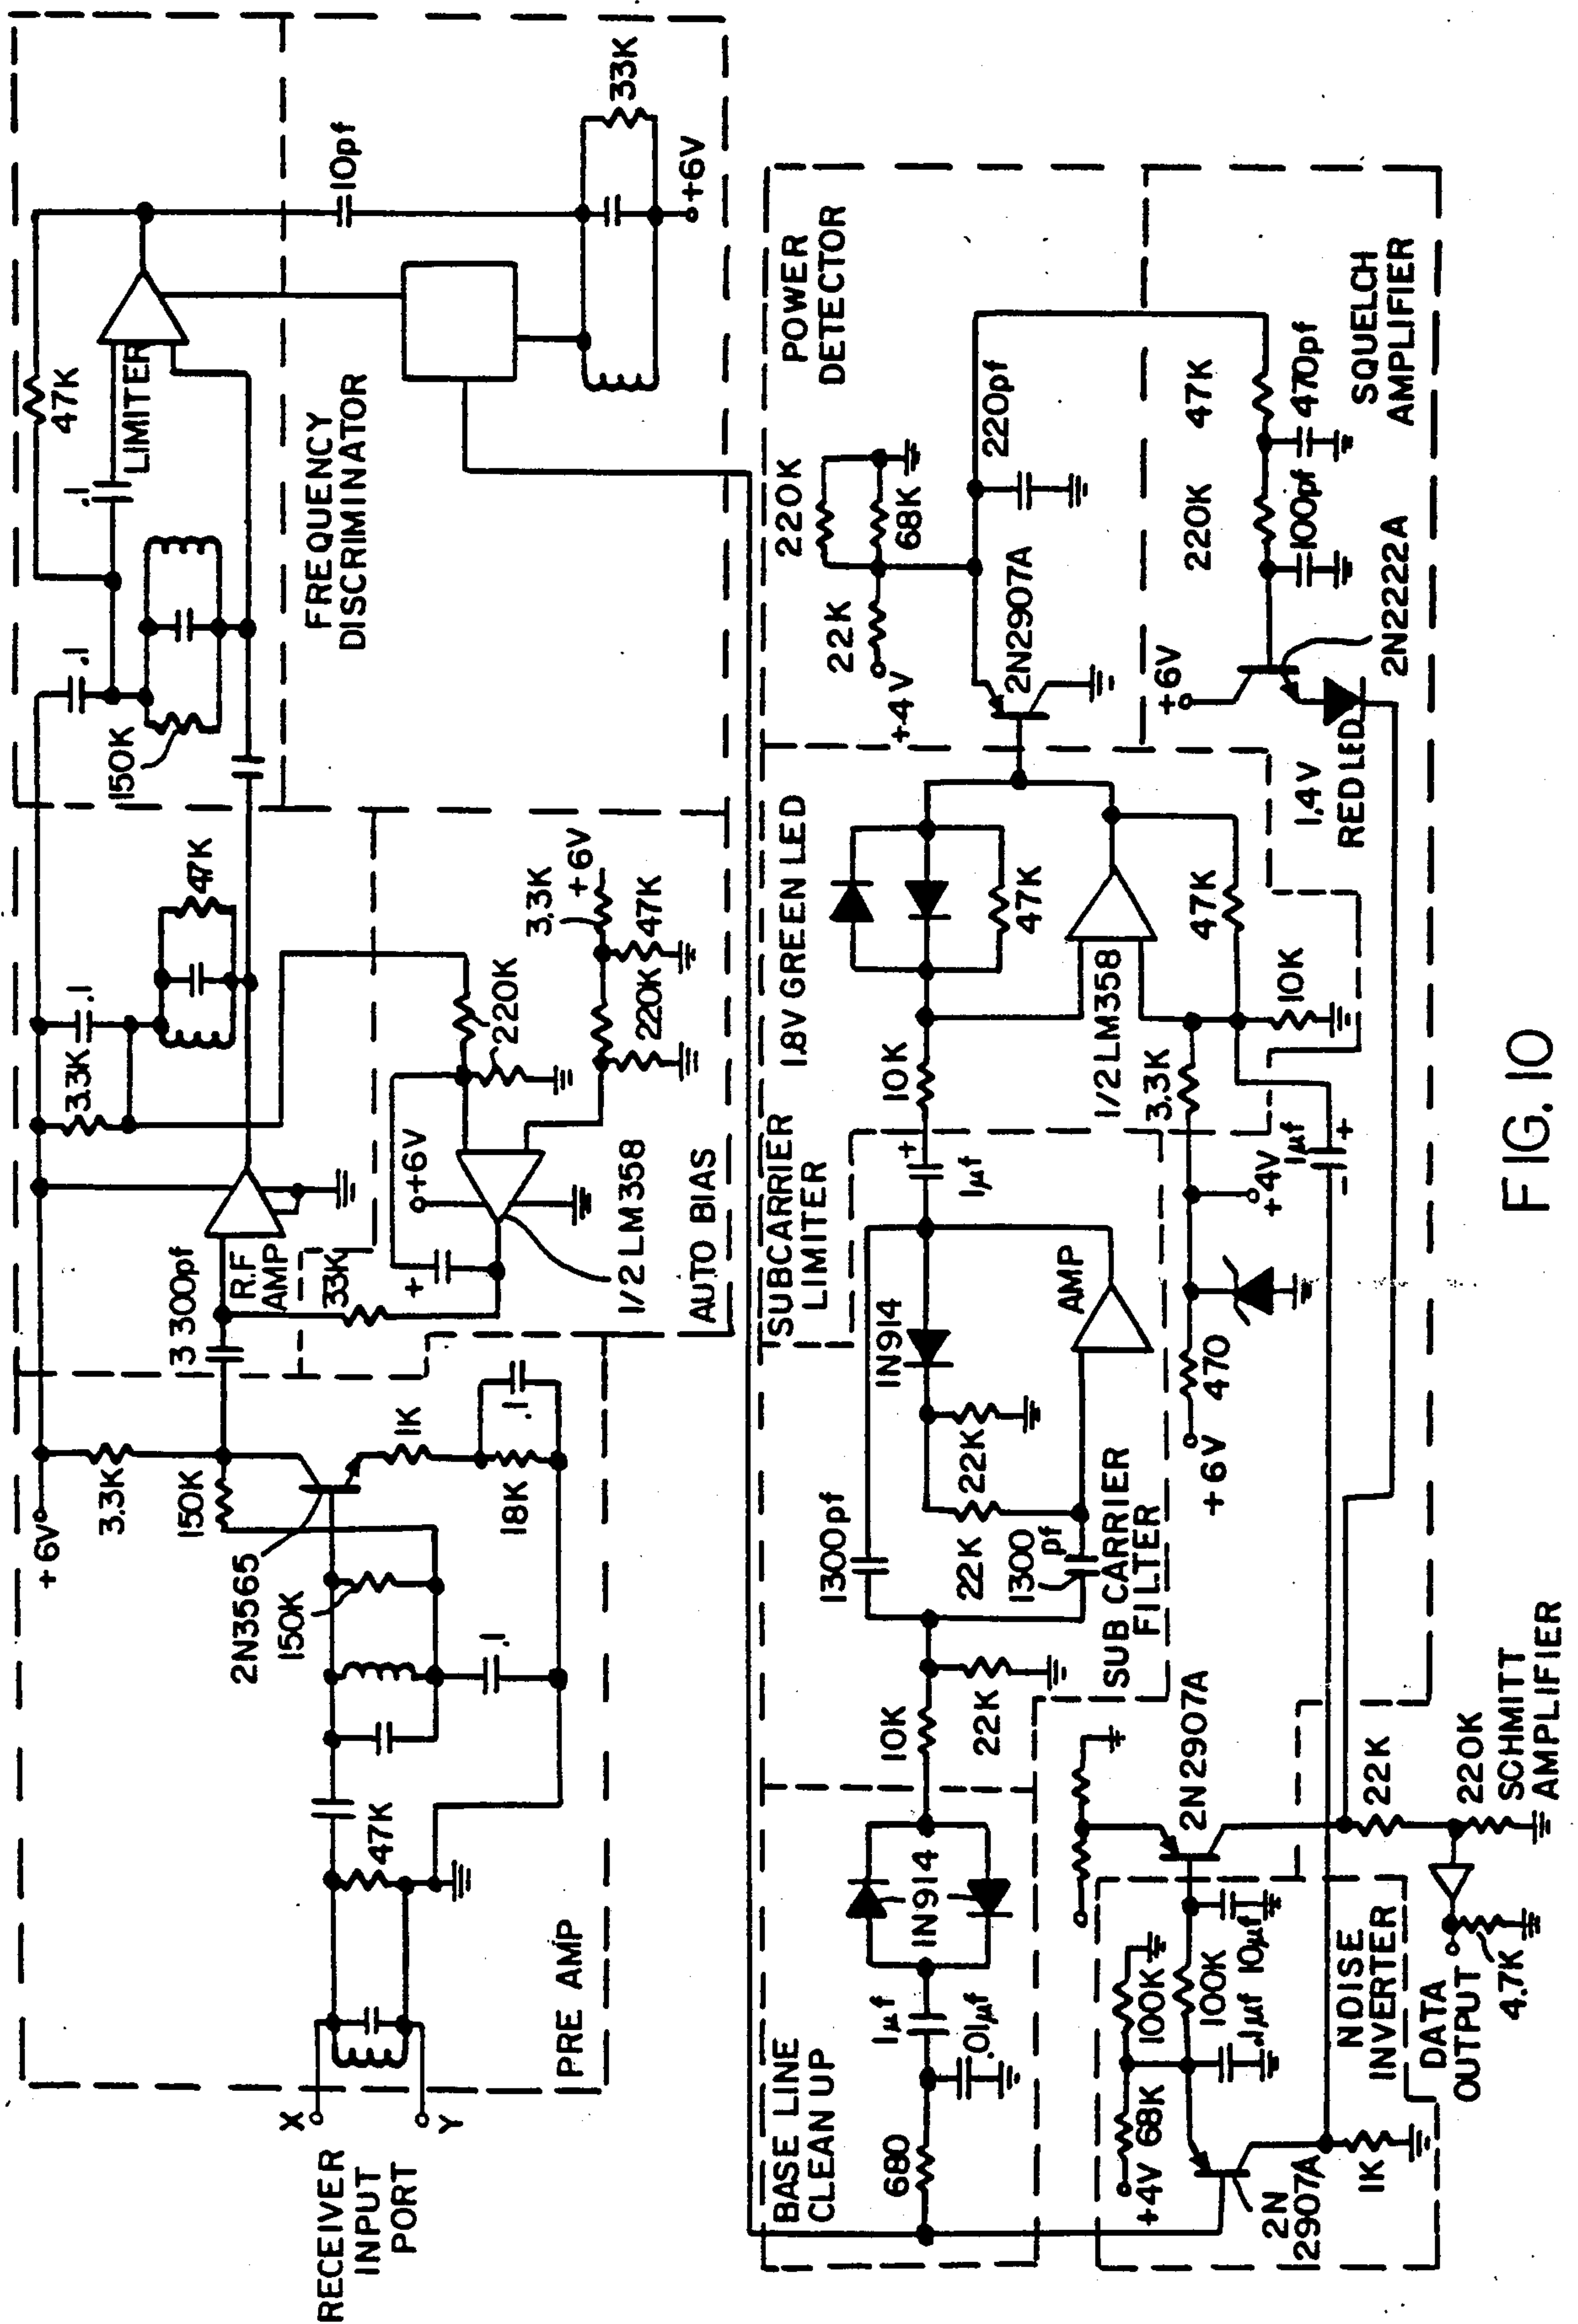 RECEIVER
INPUT
PORT
X
Y
PRE AMP
47K
.1
150K
2N3565
150K
3.3K
+6V
18K
1K
.1
3300pf
R.F
AMP
33K
3.3K
.1
47K
220K
+6V
1/2 LM358
AUTO BIAS
220K
47K
3.3K
+6V
150K
.1
.1
47K
LIMITER
FREQUENCY
DISCRIMINATOR
10pf
33K
+6V
BASE LINE
CLEAN UP
680
.01µf
1µf
1N914
10K
22K
1300pf
1300
pf
22K
22K
1N914
AMP
SUB CARRIER
FILTER
SUBCARRIER
LIMITER
1µf
10K
1.8V GREEN LED
47K
1/2 LM358
3.3K
47K
10K
+4V
470
+6V
1µf
+
-
POWER
DETECTOR
220K
68K
22K
+4V
2N2907A
220pf
47K
470pf
220K
100pf
2N2222A
+6V
1.4V
RED LED
SQUELCH
AMPLIFIER
+4V
68K
100K
100K
.1µf
10µf
2N
2907A
1K
NOISE
INVERTER
2N2907A
22K
220K
SCHMITT
AMPLIFIER
DATA
OUTPUT
4.7K
FIG. 10